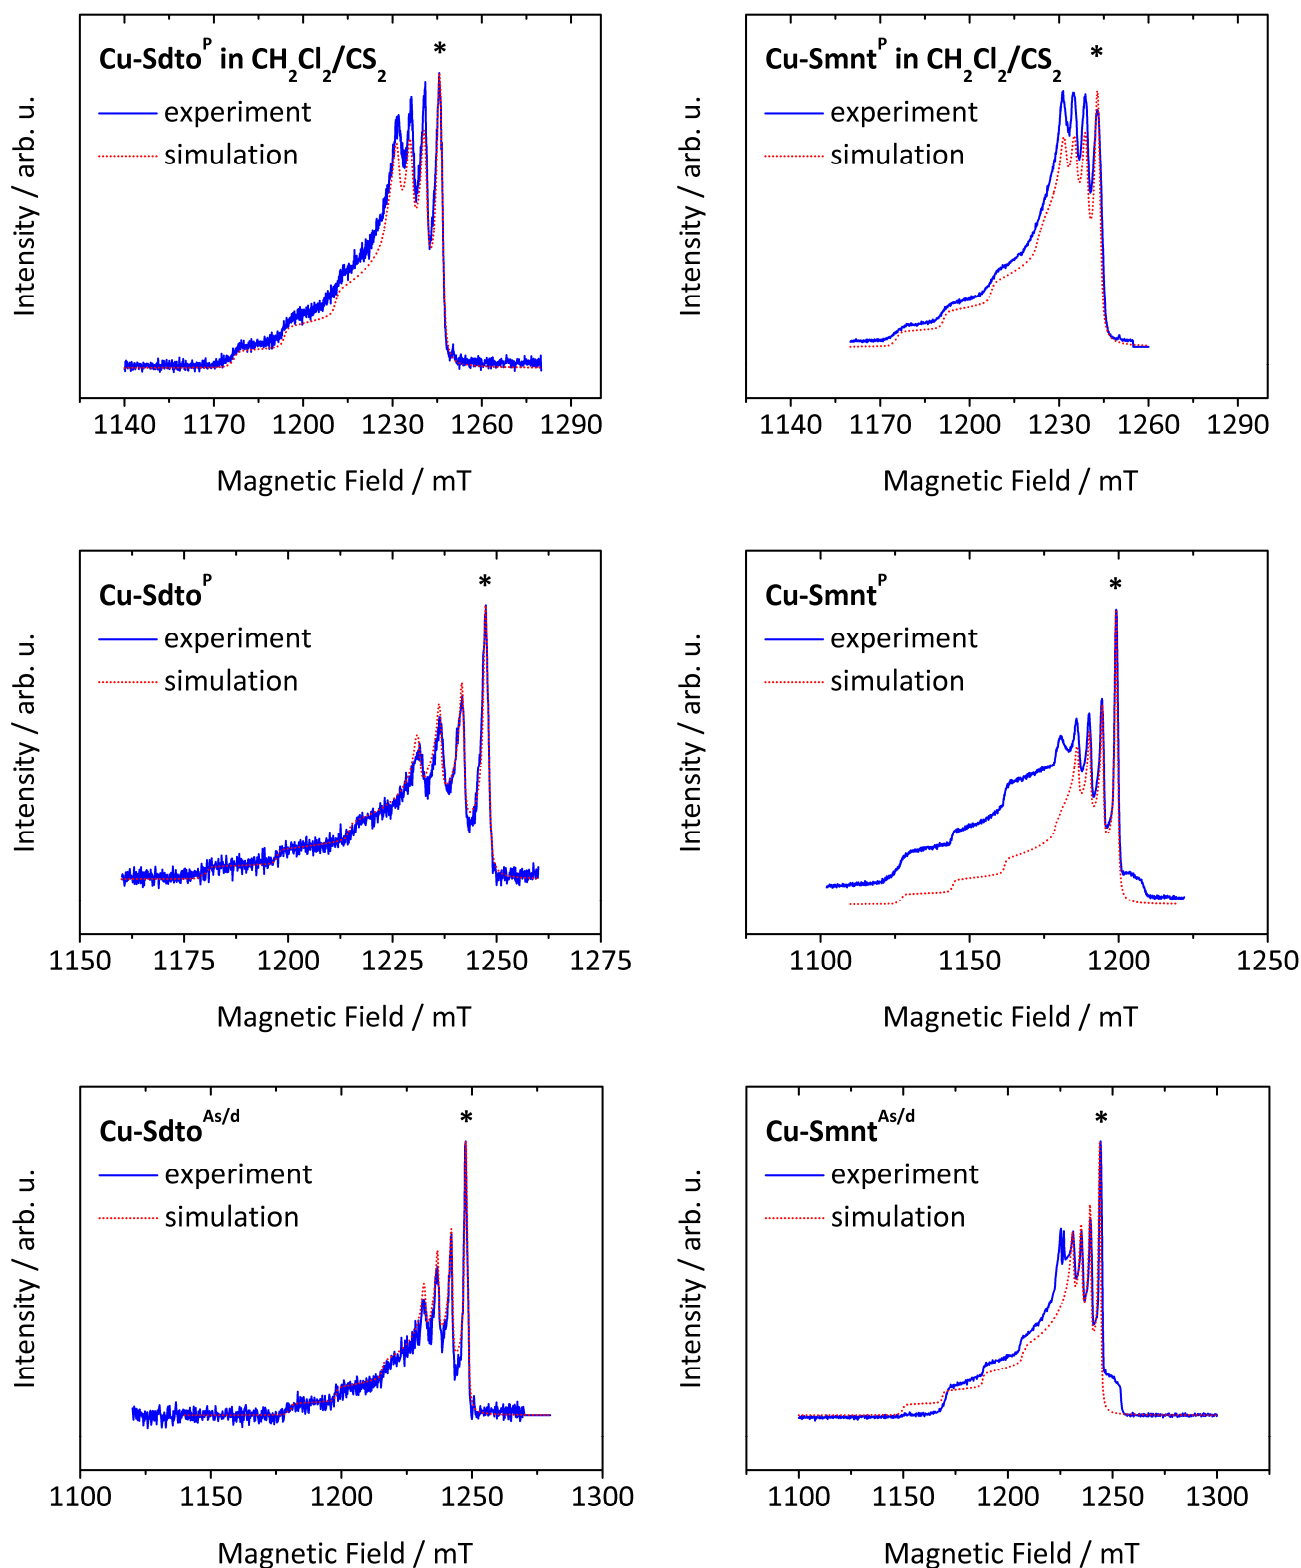 Cu-Sdto^P in CH₂Cl₂/CS₂
*
experiment
simulation
Intensity / arb. u.
1140 1170 1200 1230 1260 1290
Magnetic Field / mT
Cu-Smnt^P in CH₂Cl₂/CS₂
*
experiment
simulation
Intensity / arb. u.
1140 1170 1200 1230 1260 1290
Magnetic Field / mT
Cu-Sdto^P
*
experiment
simulation
Intensity / arb. u.
1150 1175 1200 1225 1250 1275
Magnetic Field / mT
Cu-Smnt^P
*
experiment
simulation
Intensity / arb. u.
1100 1150 1200 1250
Magnetic Field / mT
Cu-Sdto^As/d
*
experiment
simulation
Intensity / arb. u.
1100 1150 1200 1250 1300
Magnetic Field / mT
Cu-Smnt^As/d
*
experiment
simulation
Intensity / arb. u.
1100 1150 1200 1250 1300
Magnetic Field / mT